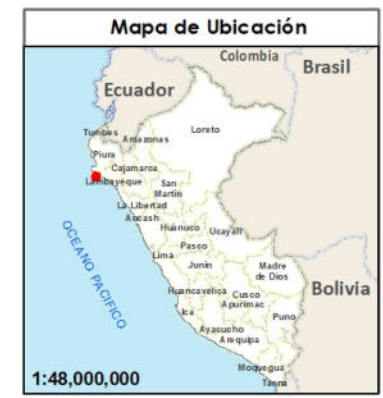 Mapa de Ubicación
Colombia
Brasil
Ecuador
Tumbes
Amazonas
Loreto
Piura
Cajamarca
Lambayeque
San
Martin
La Libertad
Ancash
Huánuco
Ucayali
Pasco
Lima
Junin
Madre
de Dios
OCEANO PACIFICO
Huancavelica
Cusco
Bolivia
Apurimac
Ica
Puno
Ayacucho
Arequipa
Moquegua
1:48,000,000
Tacna